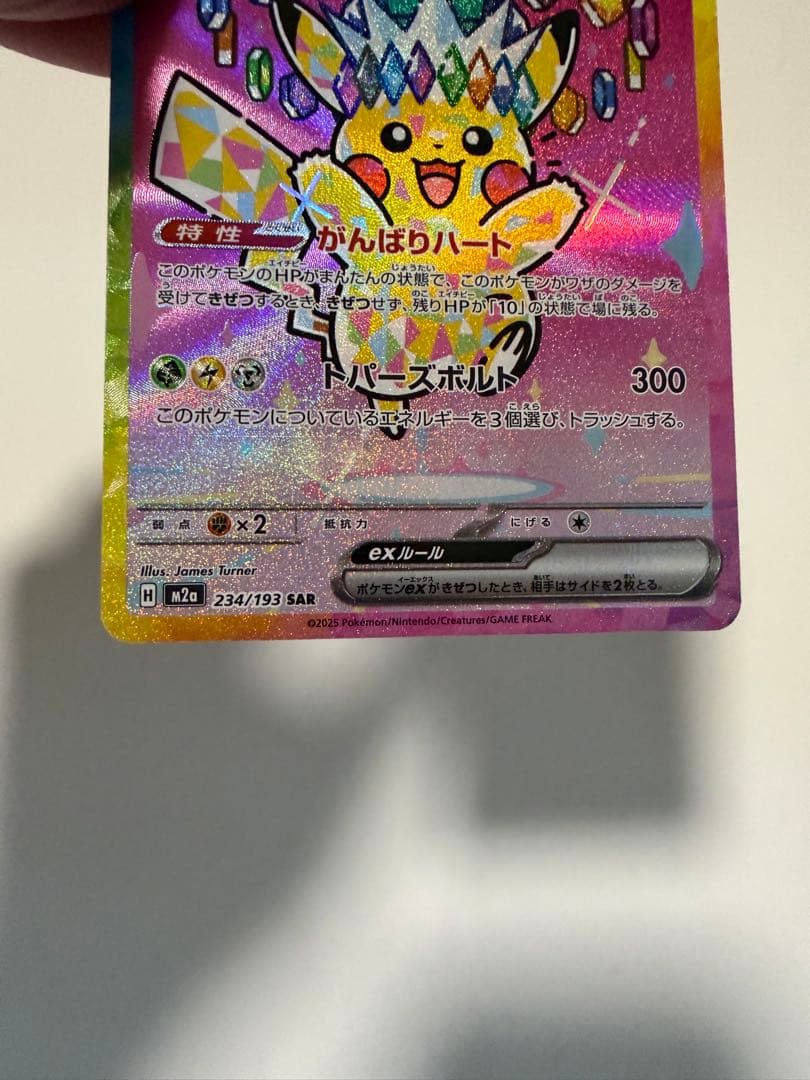 特性 がんばりハート
このポケモンのHPがまんたんの状態で、このポケモンがワザのダメージを
受けてきぜつするとき、きぜつせず、残りHPが「10」の状態で場に残る。
トパーズボルト 300
このポケモンについているエネルギーを3個選び、トラッシュする。
弱点 ×2 抵抗力 にげる
exルール
ポケモンexがきぜつしたとき、相手はサイドを2枚とる。
Illus. James Turner
H M2a 234/193 SAR
©2025 Pokémon/Nintendo/Creatures/GAME FREAK